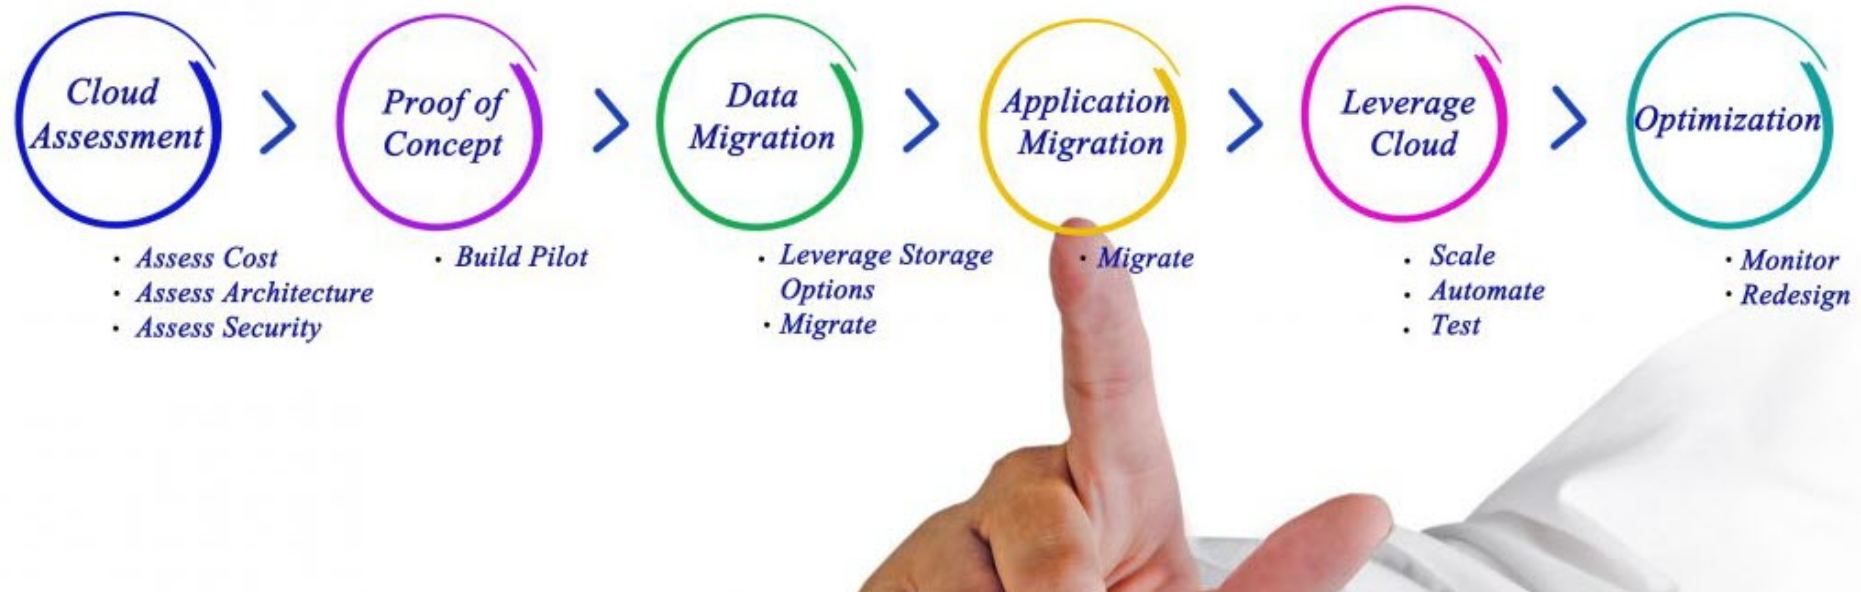 Cloud
Assessment
Proof of
Concept
Data
Migration
Application
Migration
Leverage
Cloud
Optimization
· Assess Cost
· Assess Architecture
· Assess Security
· Build Pilot
· Leverage Storage
Options
· Migrate
· Migrate
· Scale
· Automate
· Test
· Monitor
· Redesign